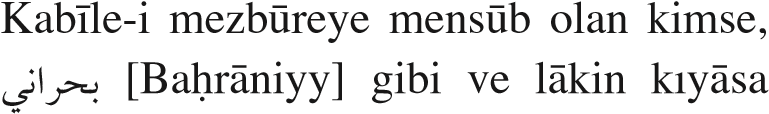 Kabīle-i mezbūreye mensūb olan kimse,
بحراني [Baḥrāniyy] gibi ve lākin kıyāsa